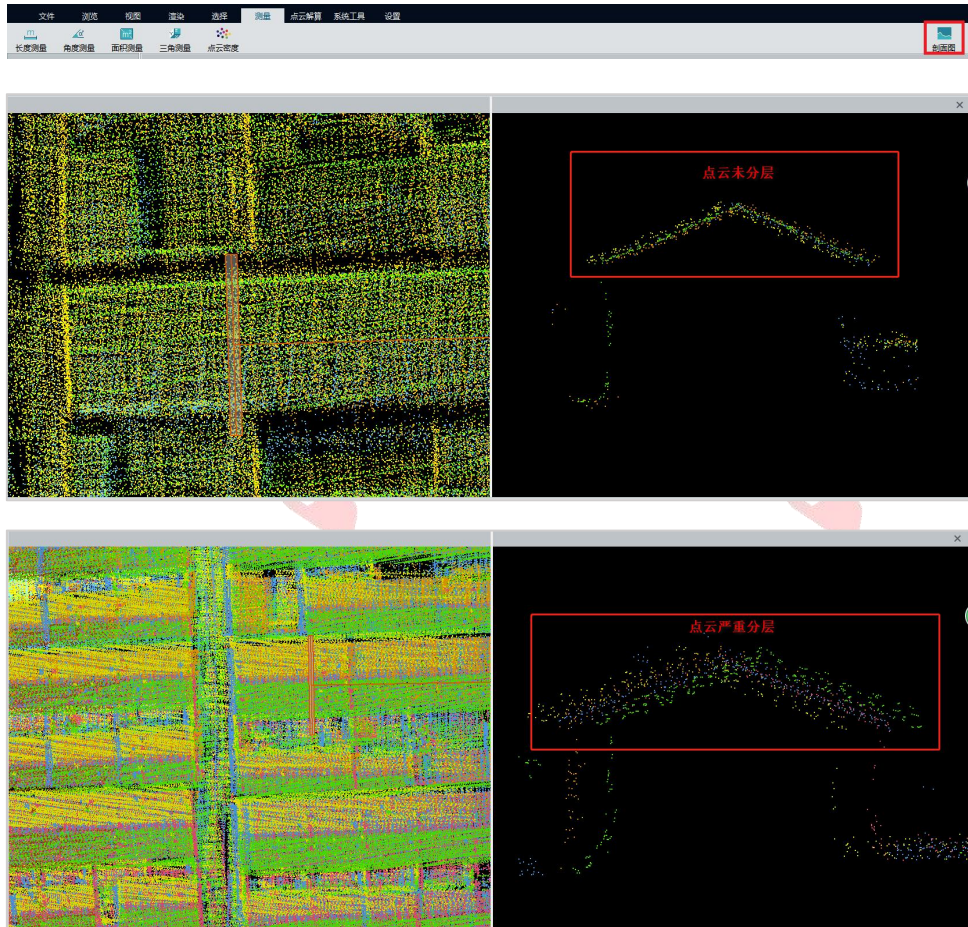 文件 浏览 视图 渲染 选择 测量 点云解算 系统工具 设置
长度测量 角度测量 面积测量 三角测量 点云密度 剖面图
点云未分层
点云严重分层